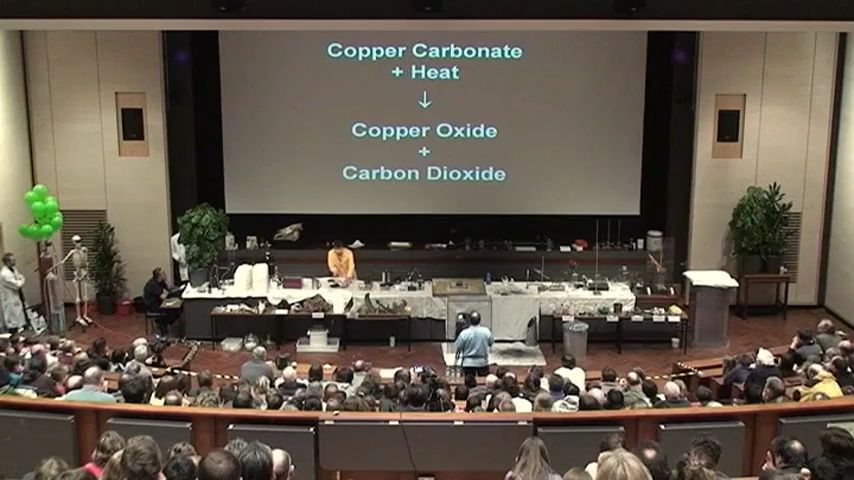 Copper Carbonate
+ Heat
↓
Copper Oxide
+
Carbon Dioxide